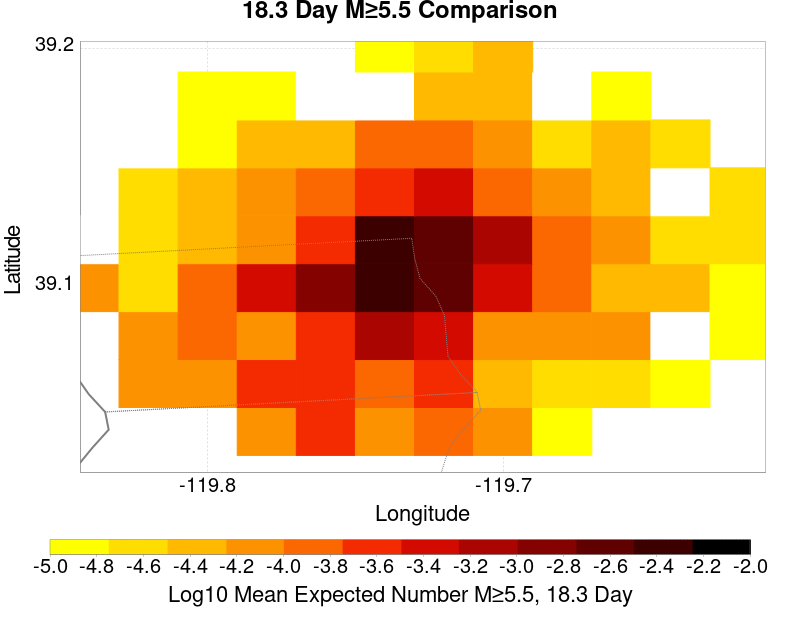 18.3 Day M≥5.5 Comparison
39.2
39.1
Latitude
-119.8 -119.7
Longitude
-5.0 -4.8 -4.6 -4.4 -4.2 -4.0 -3.8 -3.6 -3.4 -3.2 -3.0 -2.8 -2.6 -2.4 -2.2 -2.0
Log10 Mean Expected Number M≥5.5, 18.3 Day